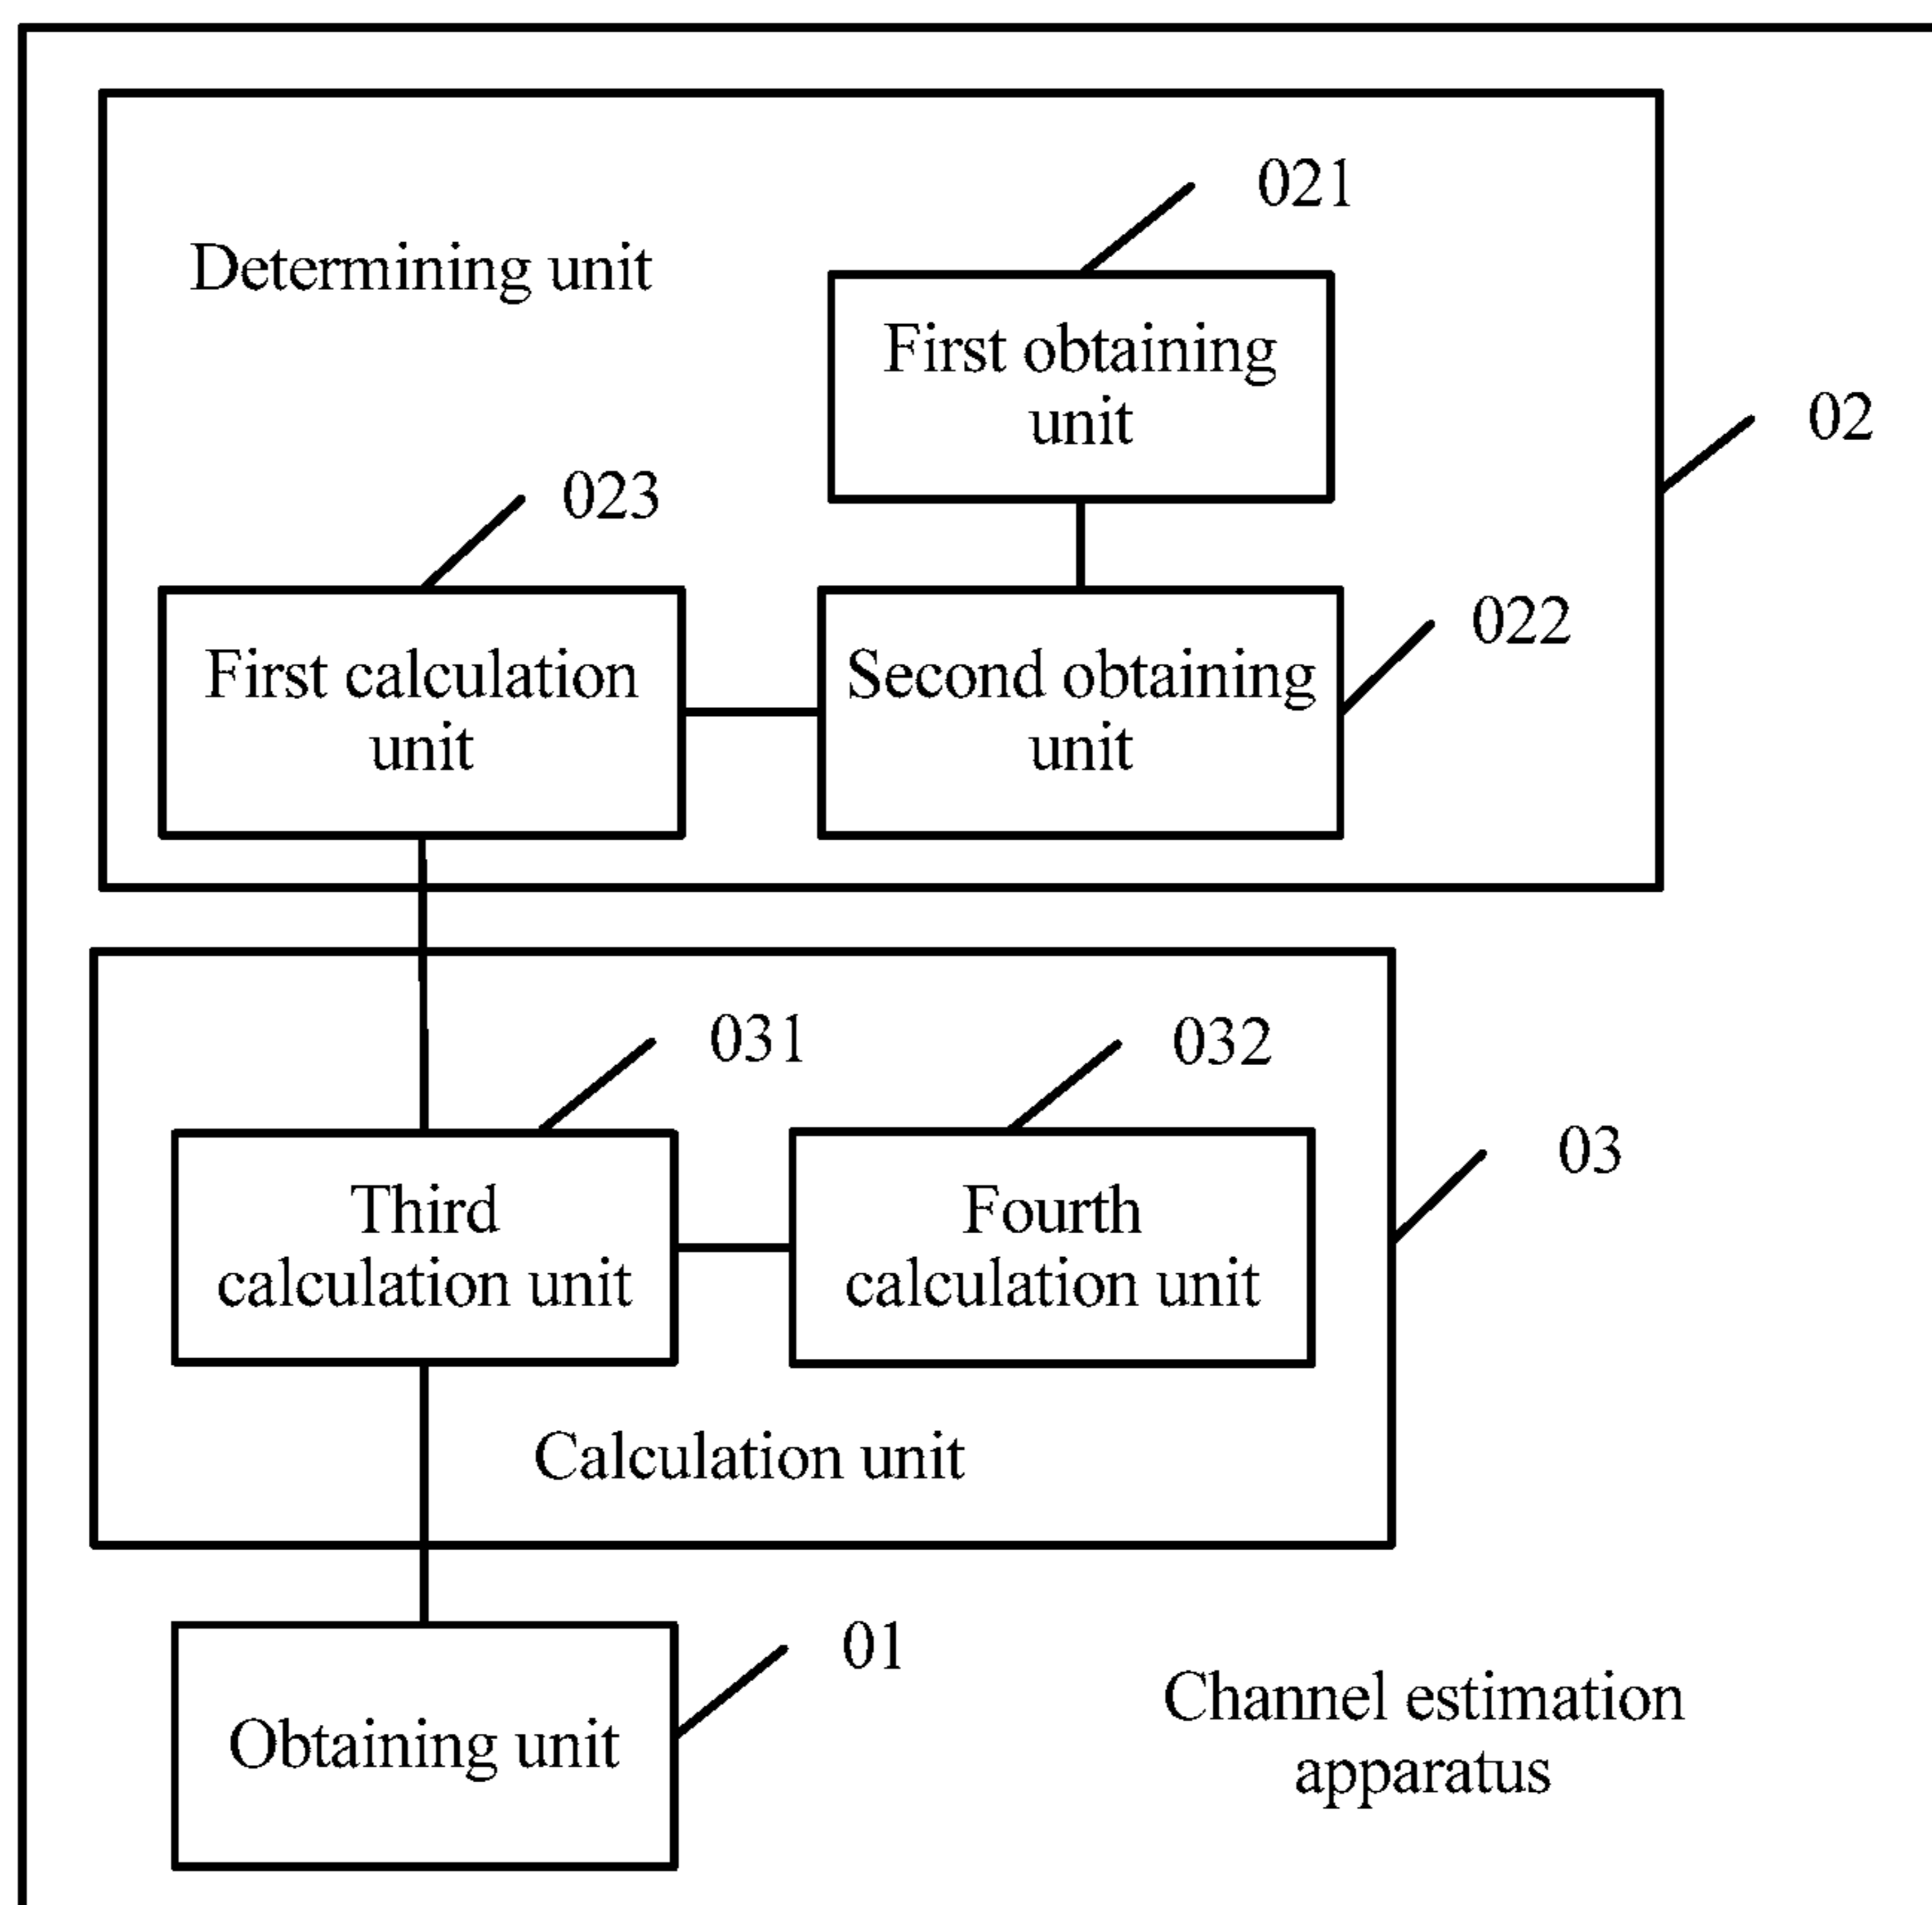 021
Determining unit
First obtaining
unit
02
023
022
First calculation
unit
Second obtaining
unit
031
032
03
Third
calculation unit
Fourth
calculation unit
Calculation unit
01
Obtaining unit
Channel estimation
apparatus